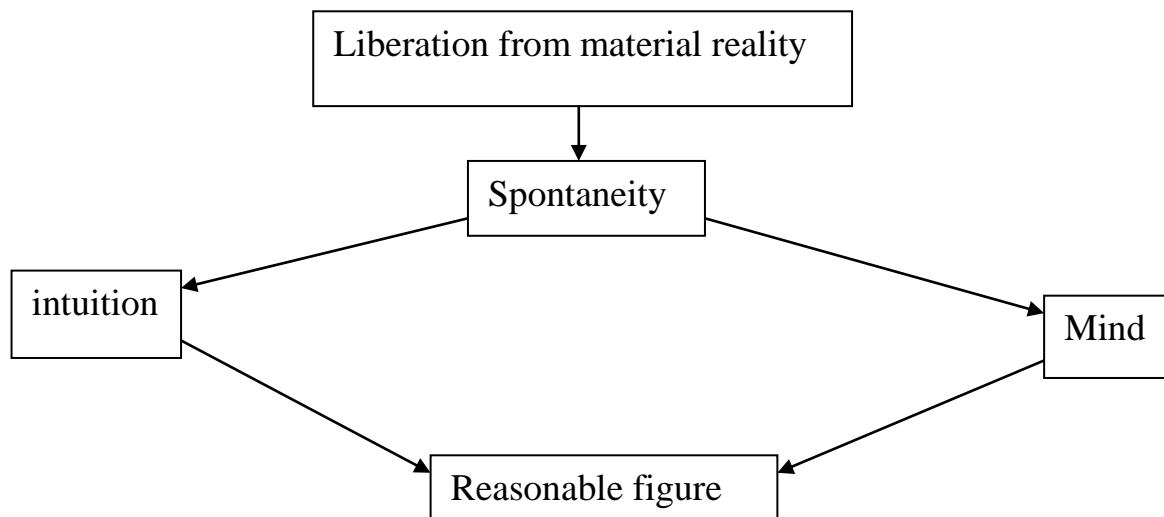 Liberation from material reality
Spontaneity
intuition
Mind
Reasonable figure